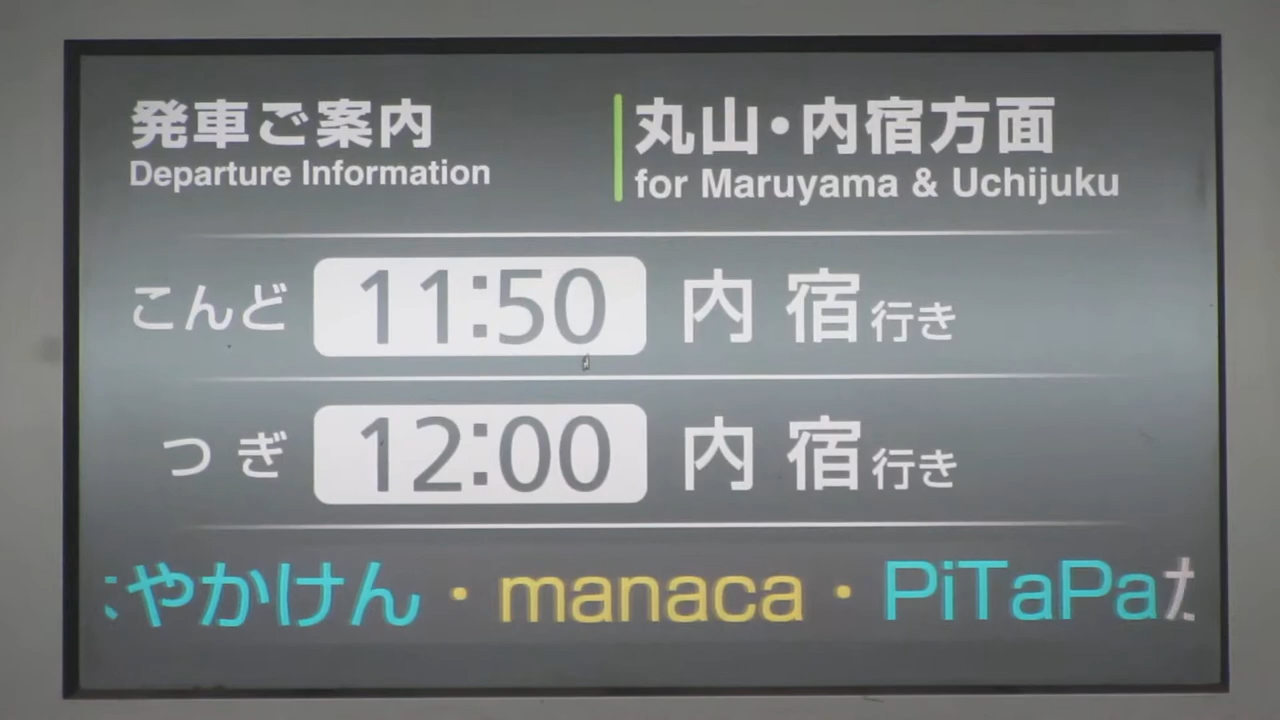 発車ご案内
Departure Information
丸山・内宿方面
for Maruyama & Uchijuku
こんど 11:50 内宿行き
つぎ 12:00 内宿行き
やかけん・manaca・PiTaPa